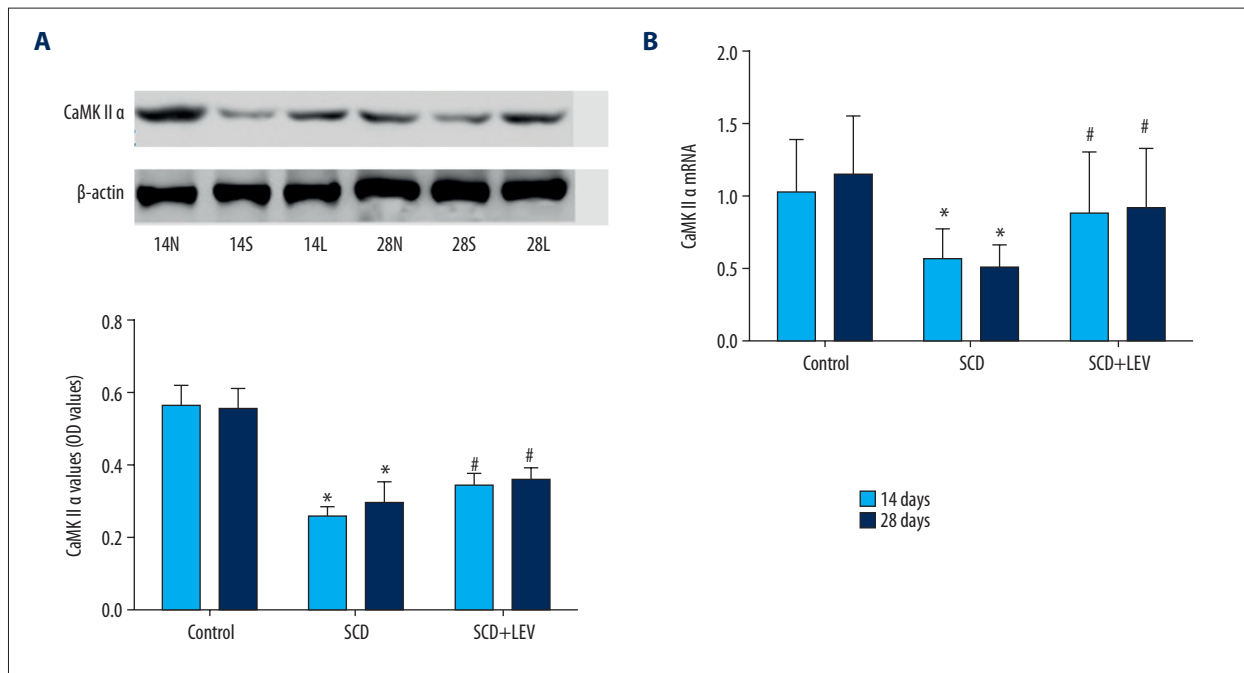 A
CaMK II α
β-actin
14N 14S 14L 28N 28S 28L
CaMK II α values (OD values)
0.8
0.6
0.4
0.2
0.0
* * # #
Control SCD SCD+LEV
B
CaMK II α mRNA
2.0
1.5
1.0
0.5
0.0
* * # #
Control SCD SCD+LEV
14 days
28 days